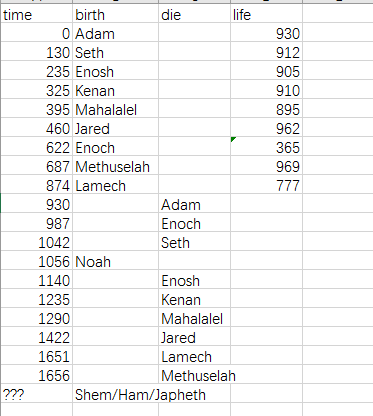 time birth die life
0 Adam 930
130 Seth 912
235 Enosh 905
325 Kenan 910
395 Mahalalel 895
460 Jared 962
622 Enoch 365
687 Methuselah 969
874 Lamech 777
930 Adam
987 Enoch
1042 Seth
1056 Noah
1140 Enosh
1235 Kenan
1290 Mahalalel
1422 Jared
1651 Lamech
1656 Methuselah
??? Shem/Ham/Japheth